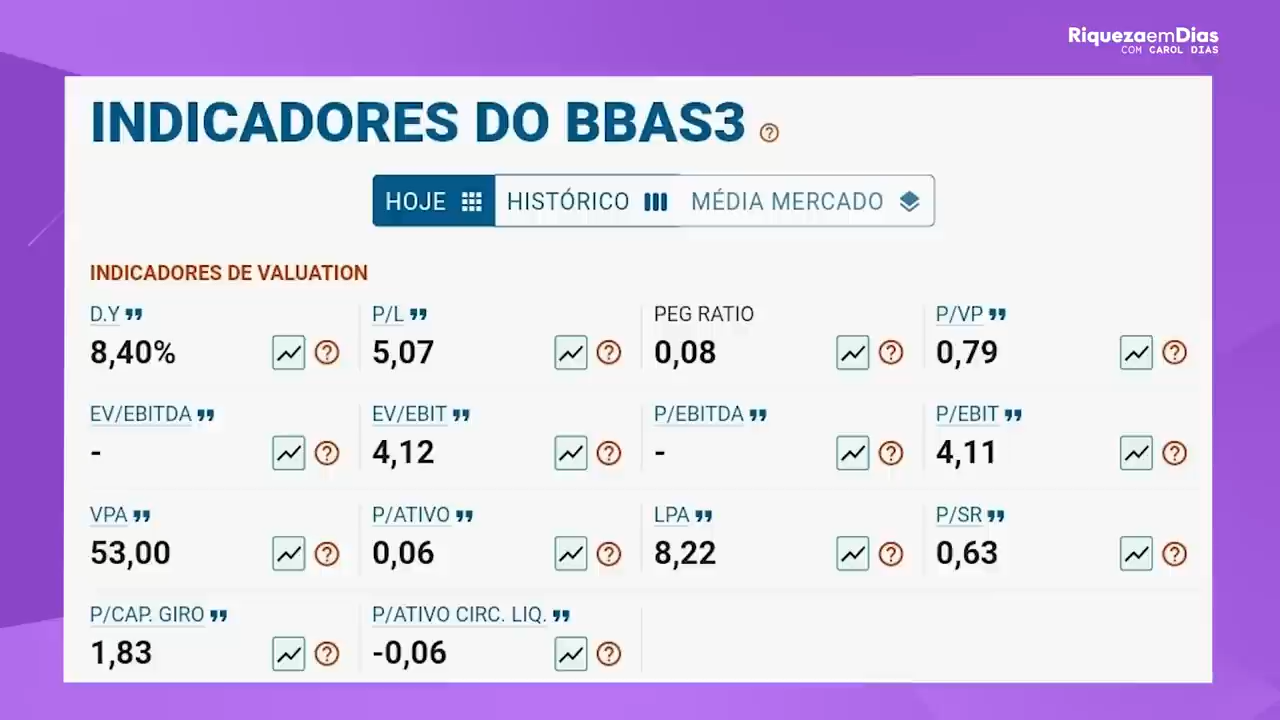 RiquezaemDias
COM CAROL DIAS
INDICADORES DO BBAS3 ?
HOJE HISTÓRICO MÉDIA MERCADO
INDICADORES DE VALUATION
D.Y P/L PEG RATIO P/VP
8,40% ? 5,07 ? 0,08 ? 0,79 ?
EV/EBITDA EV/EBIT P/EBITDA P/EBIT
- ? 4,12 ? - ? 4,11 ?
VPA P/ATIVO LPA P/SR
53,00 ? 0,06 ? 8,22 ? 0,63 ?
P/CAP. GIRO P/ATIVO CIRC. LIQ.
1,83 ? -0,06 ?